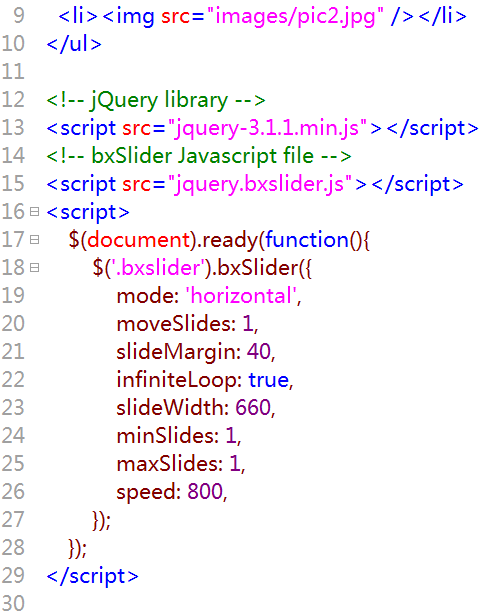 9 <li><img src="images/pic2.jpg" /></li>
10 </ul>
11
12 <!-- jQuery library -->
13 <script src="jquery-3.1.1.min.js"></script>
14 <!-- bxSlider Javascript file -->
15 <script src="jquery.bxslider.js"></script>
16 <script>
17 $(document).ready(function(){
18 $('.bxslider').bxSlider({
19 mode: 'horizontal',
20 moveSlides: 1,
21 slideMargin: 40,
22 infiniteLoop: true,
23 slideWidth: 660,
24 minSlides: 1,
25 maxSlides: 1,
26 speed: 800,
27 });
28 });
29 </script>
30